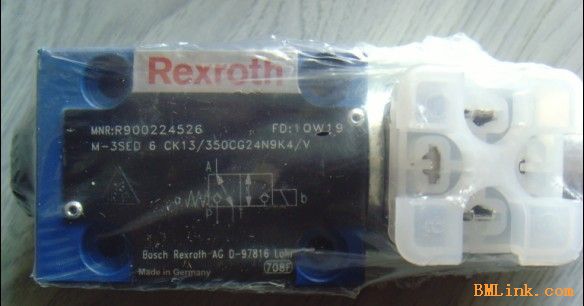 Rexroth
MNR:R900224526 FD:10W19
M-3SED 6 CK13/350CG24N9K4/V
A
a b
P T
Bosch Rexroth AG D-97816 Lohr
Made in Germany 7081
BMLink.com